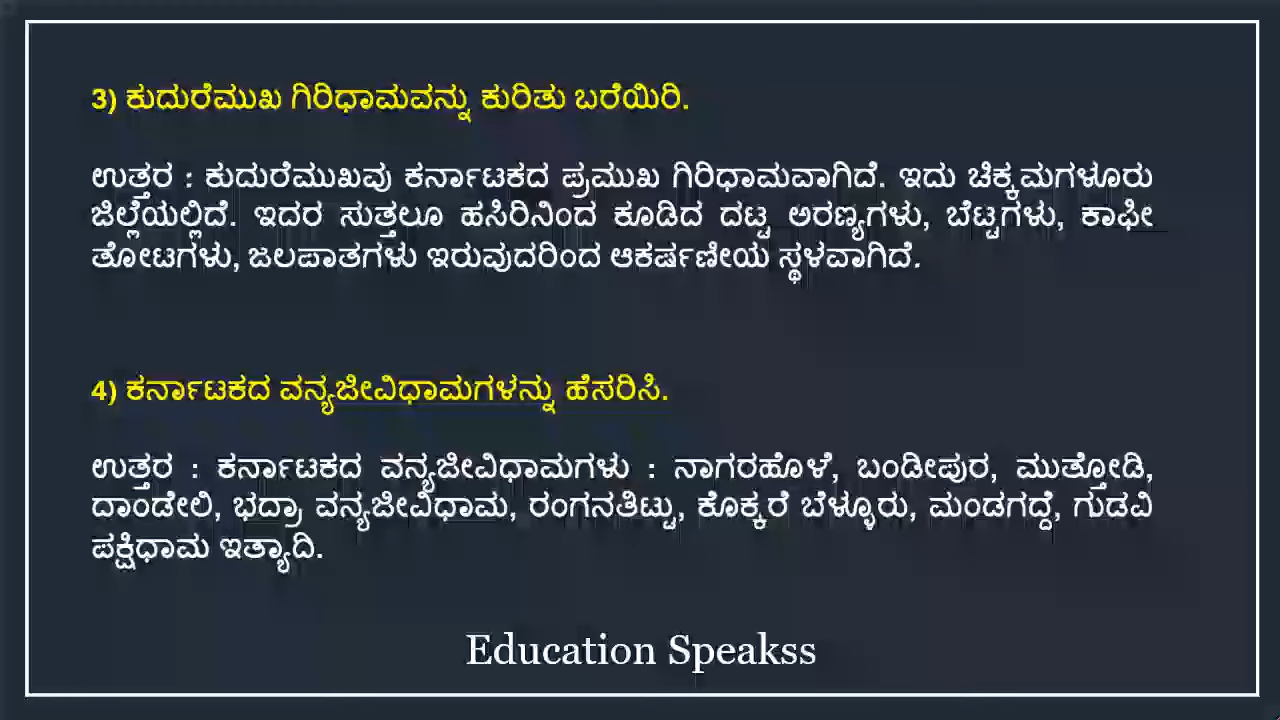 3) ಕುದುರೆಮುಖ ಗಿರಿಧಾಮವನ್ನು ಕುರಿತು ಬರೆಯಿರಿ.
ಉತ್ತರ : ಕುದುರೆಮುಖವು ಕರ್ನಾಟಕದ ಪ್ರಮುಖ ಗಿರಿಧಾಮವಾಗಿದೆ. ಇದು ಚಿಕ್ಕಮಗಳೂರು
ಜಿಲ್ಲೆಯಲ್ಲಿದೆ. ಇದರ ಸುತ್ತಲೂ ಹಸಿರಿನಿಂದ ಕೂಡಿದ ದಟ್ಟ ಅರಣ್ಯಗಳು, ಬೆಟ್ಟಗಳು, ಕಾಫೀ
ತೋಟಗಳು, ಜಲಪಾತಗಳು ಇರುವುದರಿಂದ ಆಕರ್ಷಣೀಯ ಸ್ಥಳವಾಗಿದೆ.
4) ಕರ್ನಾಟಕದ ವನ್ಯಜೀವಿಧಾಮಗಳನ್ನು ಹೆಸರಿಸಿ.
ಉತ್ತರ : ಕರ್ನಾಟಕದ ವನ್ಯಜೀವಿಧಾಮಗಳು : ನಾಗರಹೊಳೆ, ಬಂಡೀಪುರ, ಮುತ್ತೋಡಿ,
ದಾಂಡೇಲಿ, ಭದ್ರಾ ವನ್ಯಜೀವಿಧಾಮ, ರಂಗನತಿಟ್ಟು, ಕೊಕ್ಕರೆ ಬೆಳ್ಳೂರು, ಮಂಡಗದ್ದೆ, ಗುಡವಿ
ಪಕ್ಷಿಧಾಮ ಇತ್ಯಾದಿ.
Education Speakss